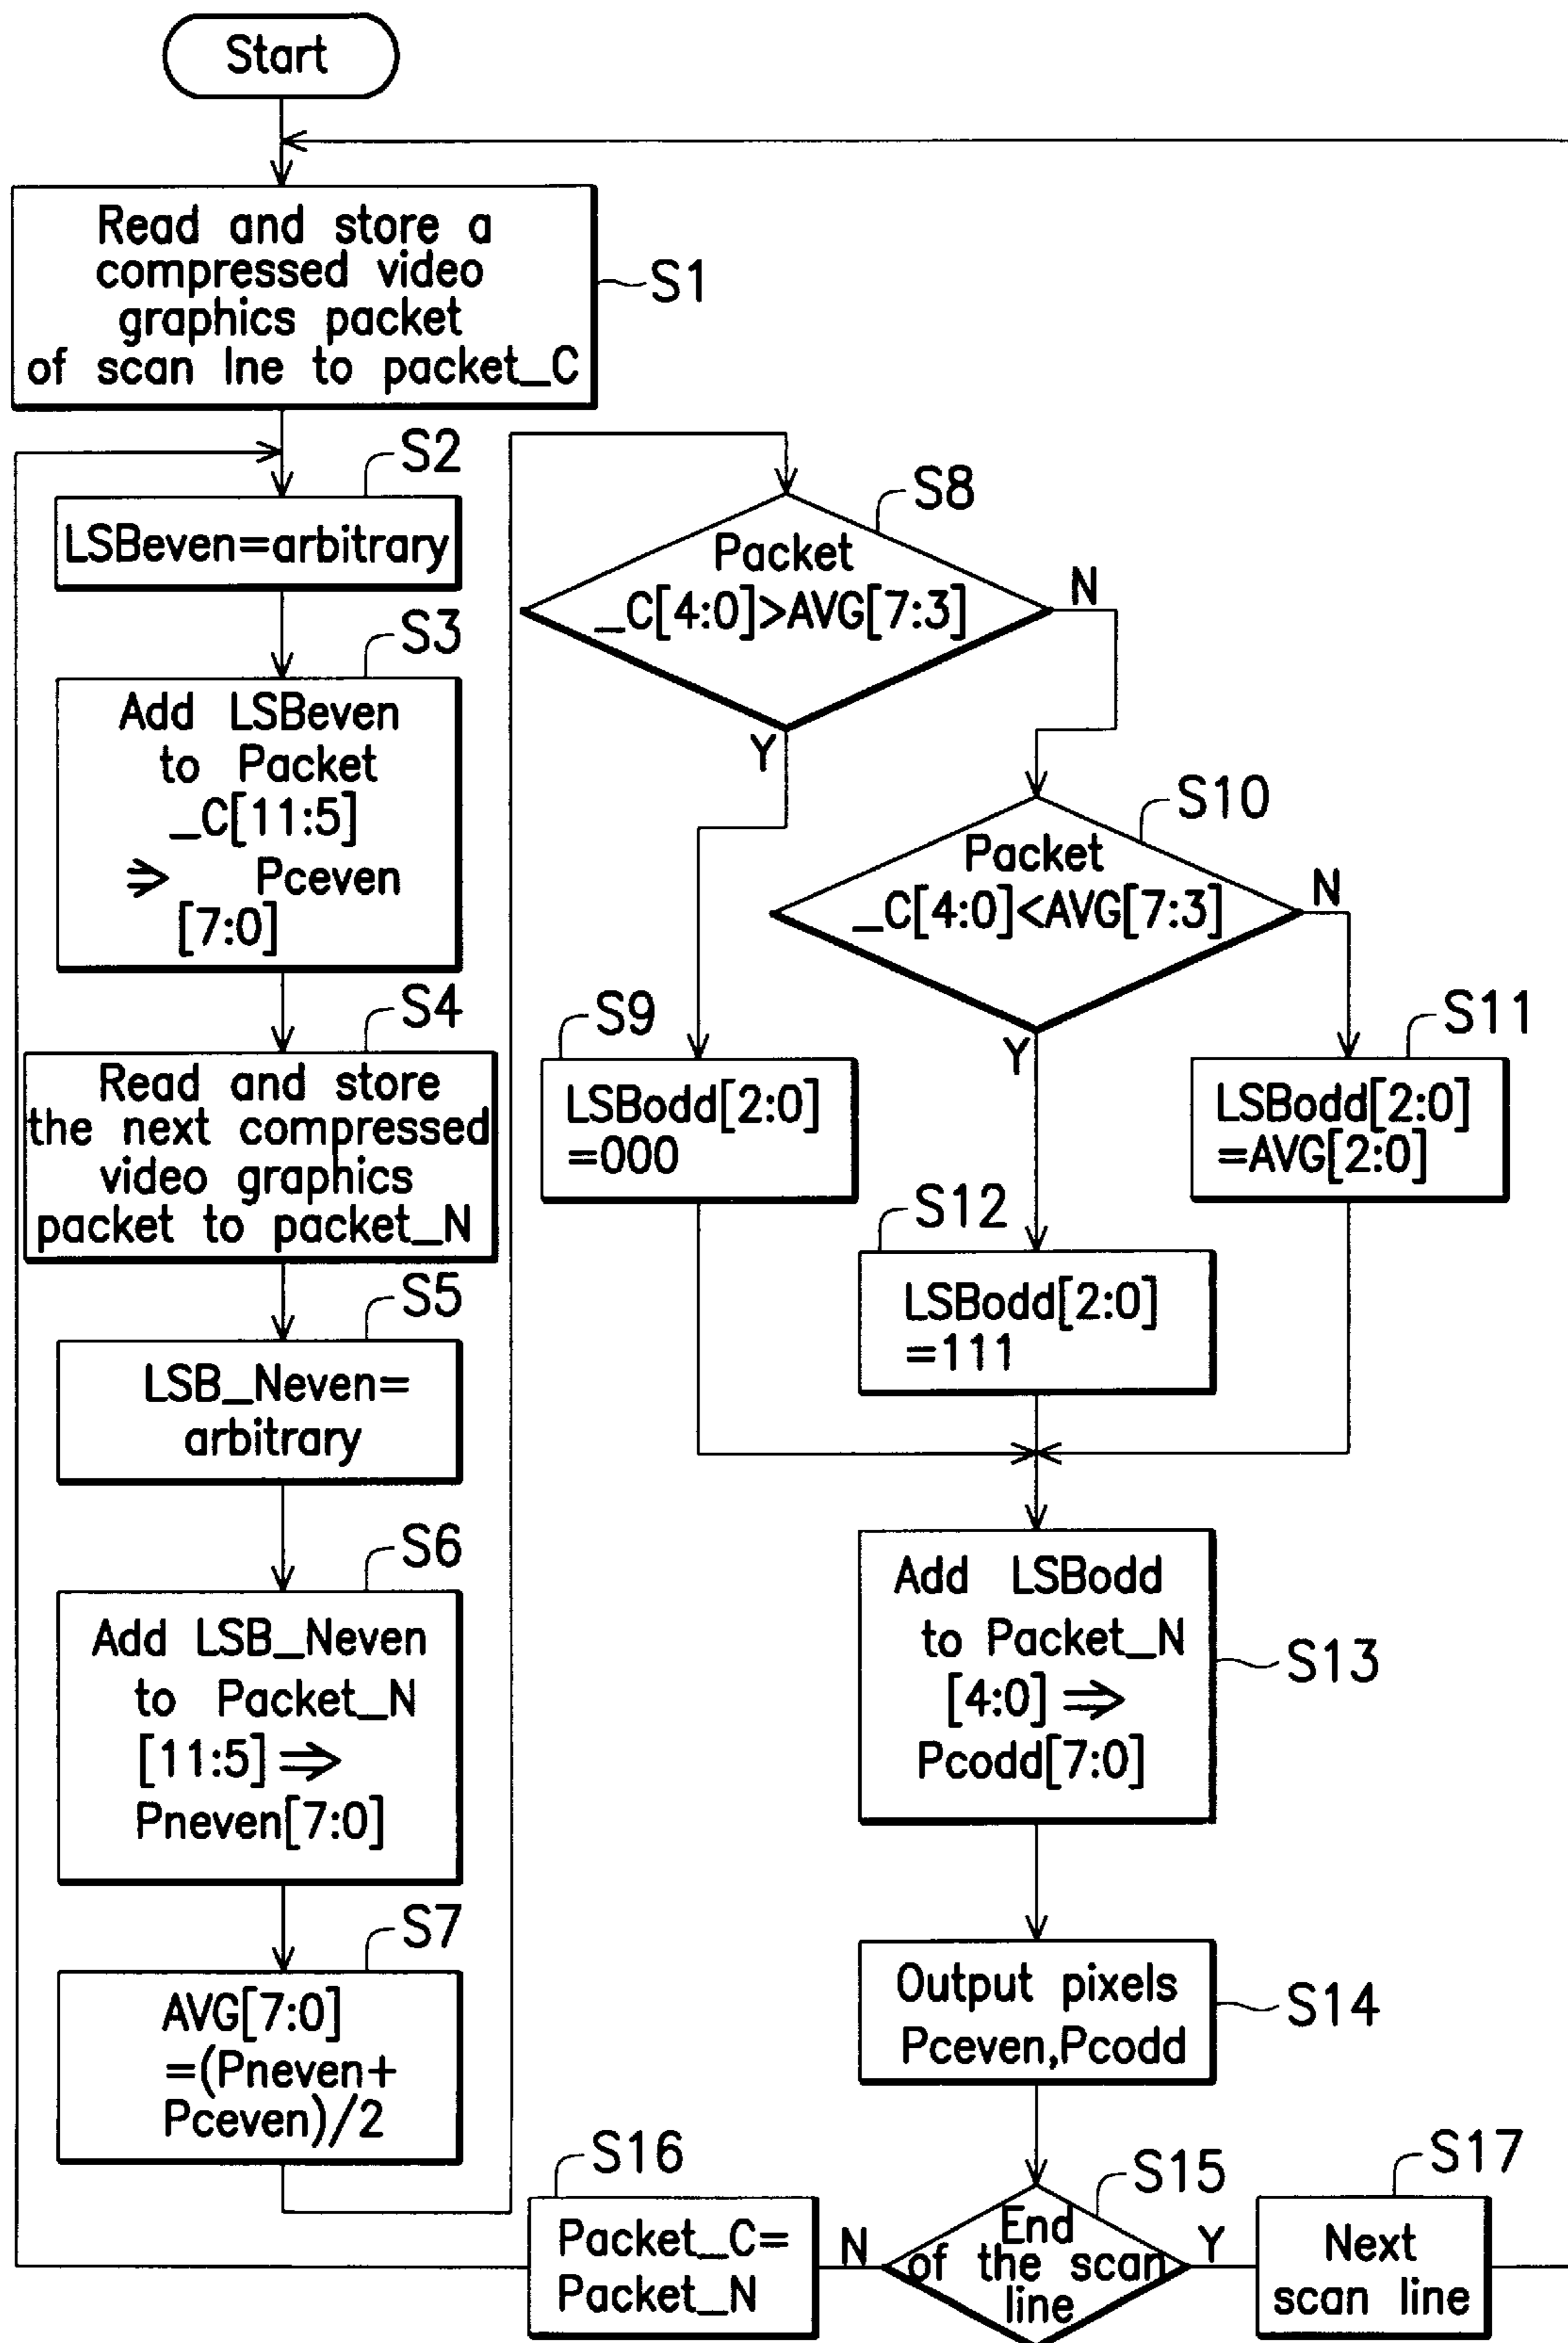 Start
Read and store a
compressed video
graphics packet
of scan lne to packet_C
S1
S2
LSBeven=arbitrary
S3
Add LSBeven
to Packet
_C[11:5]
⇒ Pceven
[7:0]
S4
Read and store
the next compressed
video graphics
packet to packet_N
S5
LSB_Neven=
arbitrary
S6
Add LSB_Neven
to Packet_N
[11:5] ⇒
Pneven[7:0]
S7
AVG[7:0]
=(Pneven+
Pceven)/2
S8
Packet
_C[4:0]>AVG[7:3]
N
Y
S10
Packet
_C[4:0]<AVG[7:3]
N
Y
S9
LSBodd[2:0]
=000
S11
LSBodd[2:0]
=AVG[2:0]
S12
LSBodd[2:0]
=111
Add LSBodd
to Packet_N
[4:0] ⇒
Pcodd[7:0]
S13
Output pixels
Pceven,Pcodd
S14
S15
End
of the scan
line
N
Y
S16
Packet_C=
Packet_N
S17
Next
scan line